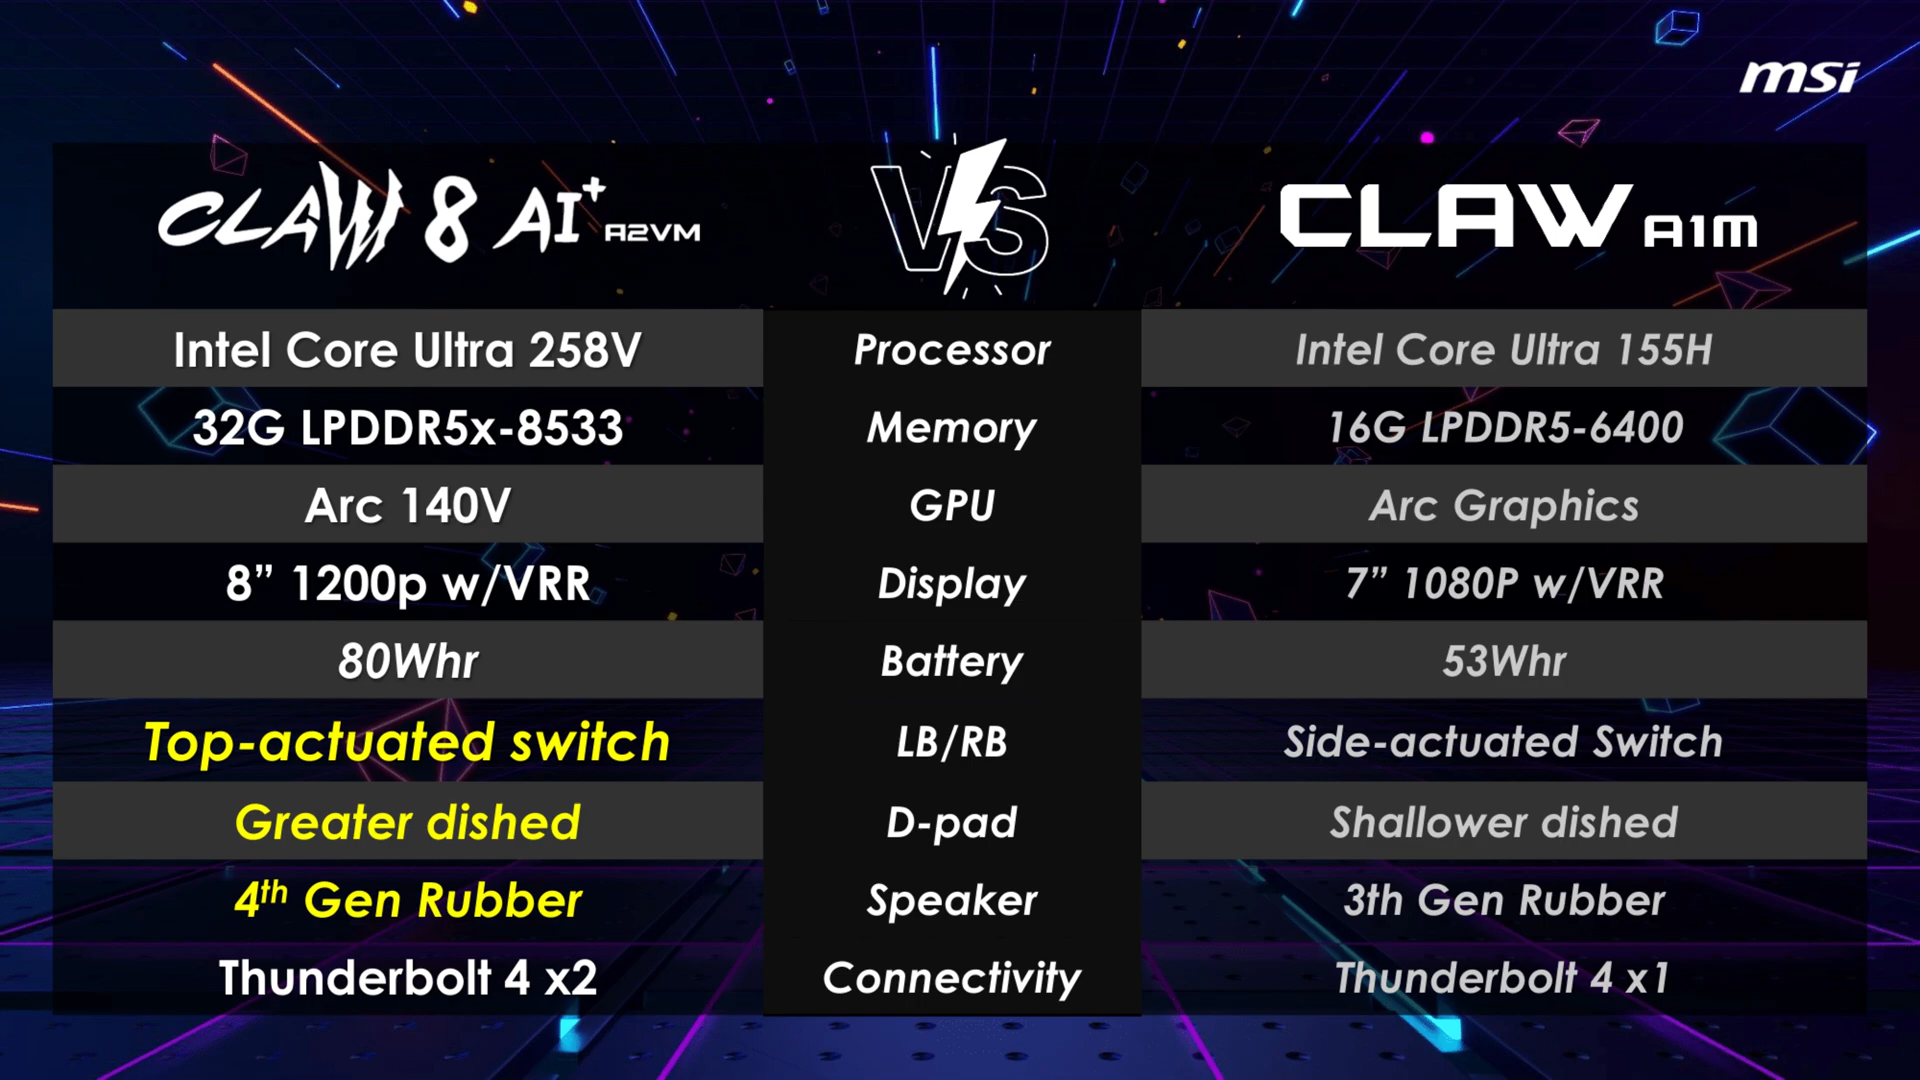 msi
CLAW 8 AI+ A2VM
VS
CLAW A1M
Intel Core Ultra 258V Processor Intel Core Ultra 155H
32G LPDDR5x-8533 Memory 16G LPDDR5-6400
Arc 140V GPU Arc Graphics
8” 1200p w/VRR Display 7” 1080P w/VRR
80Whr Battery 53Whr
Top-actuated switch LB/RB Side-actuated Switch
Greater dished D-pad Shallower dished
4th Gen Rubber Speaker 3th Gen Rubber
Thunderbolt 4 x2 Connectivity Thunderbolt 4 x1